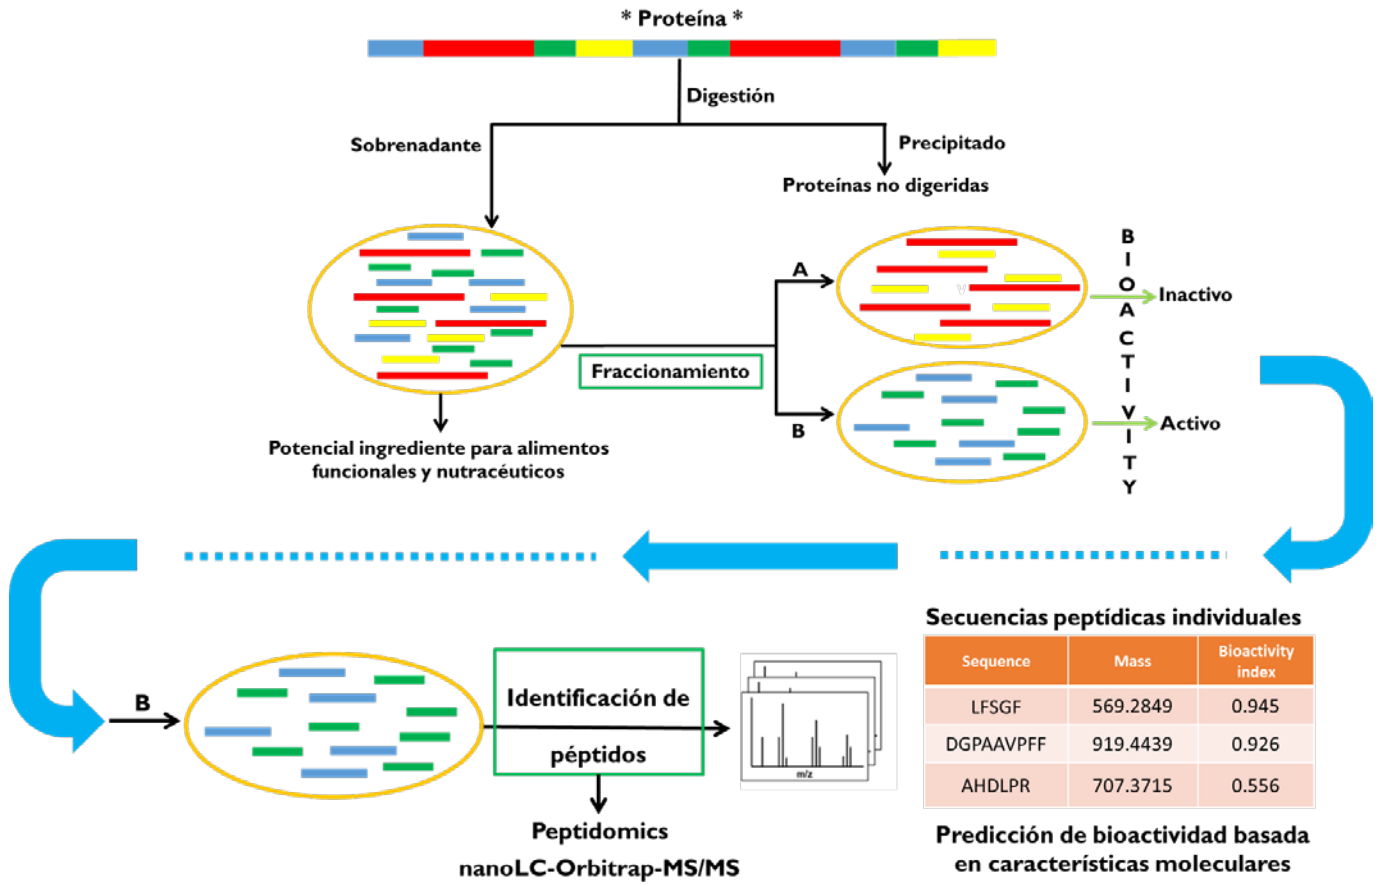 * Proteína *
Digestión
Sobrenadante
Precipitado
Proteínas no digeridas
A
Fraccionamiento
B
BIOACTIVITY
Inactivo
Activo
Potencial ingrediente para alimentos
funcionales y nutracéuticos
B
Identificación de
péptidos
m/z
Peptidomics
nanoLC-Orbitrap-MS/MS
Secuencias peptídicas individuales
Sequence Mass Bioactivity index
LFSGF 569.2849 0.945
DGPAAVPFF 919.4439 0.926
AHDLPR 707.3715 0.556
Predicción de bioactividad basada
en características moleculares